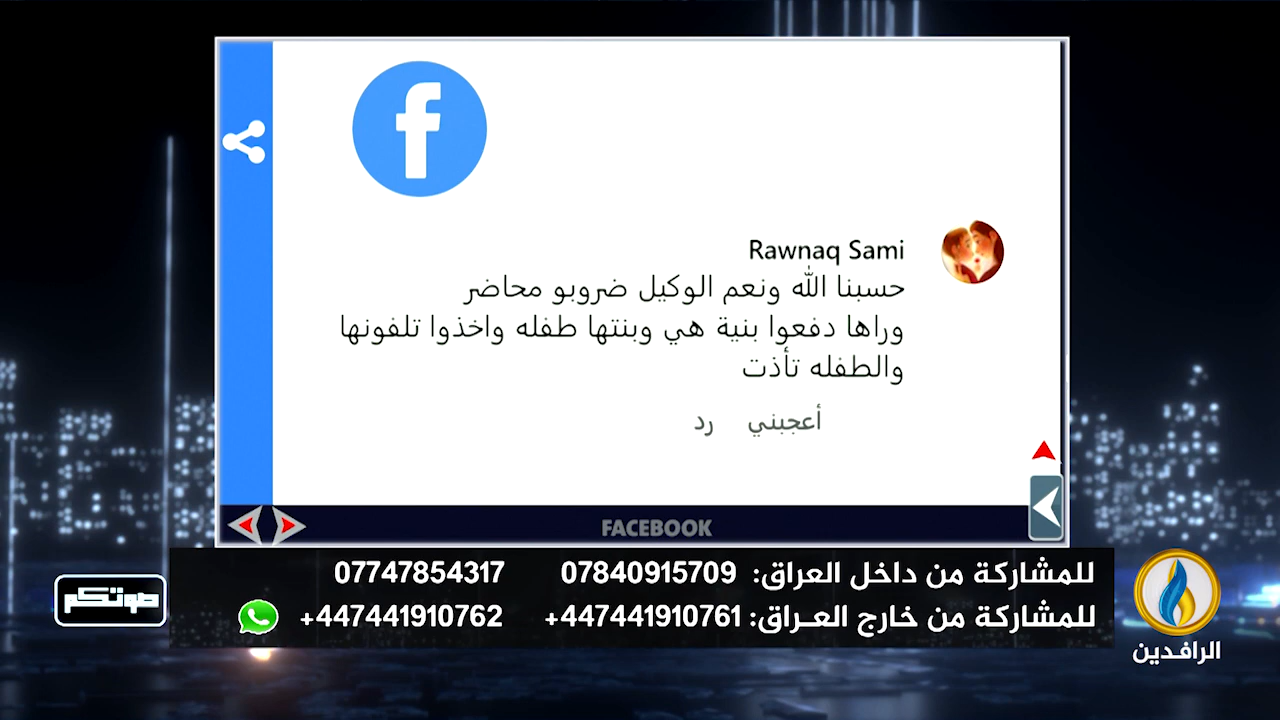 Rawnaq Sami
حسبنا الله ونعم الوكيل ضروبو محاضر
وراها دفعوا بنية هي وبنتها طفله واخذوا تلفونها
والطفله تأذت
أعجبني رد
FACEBOOK
للمشاركة من داخل العراق: 07840915709 07747854317
للمشاركة من خارج العـراق: 447441910761+ 447441910762+
صوتكم
الرافدين